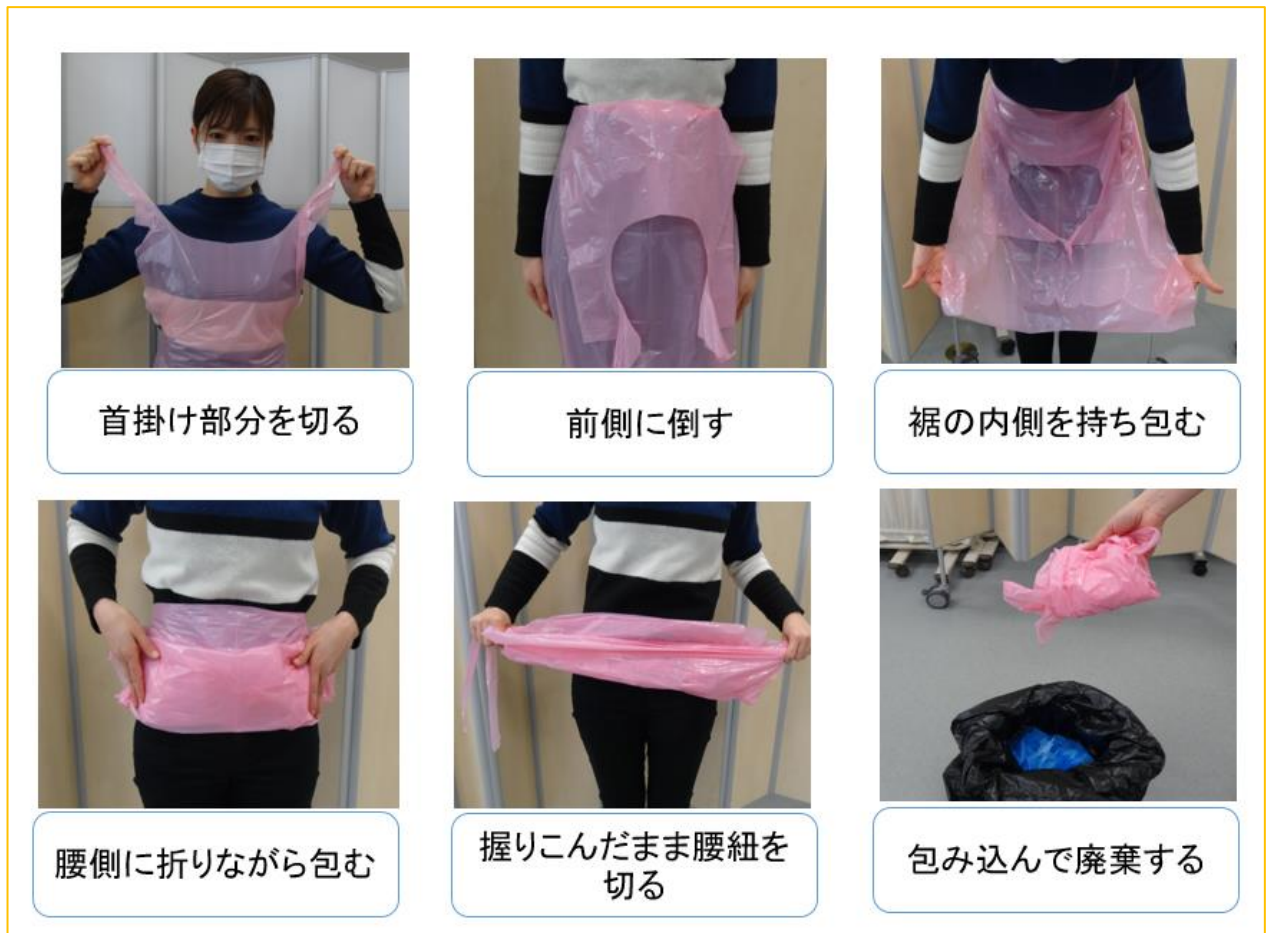 首掛け部分を切る
前側に倒す
裾の内側を持ち包む
腰側に折りながら包む
握りこんだまま腰紐を
切る
包み込んで廃棄する